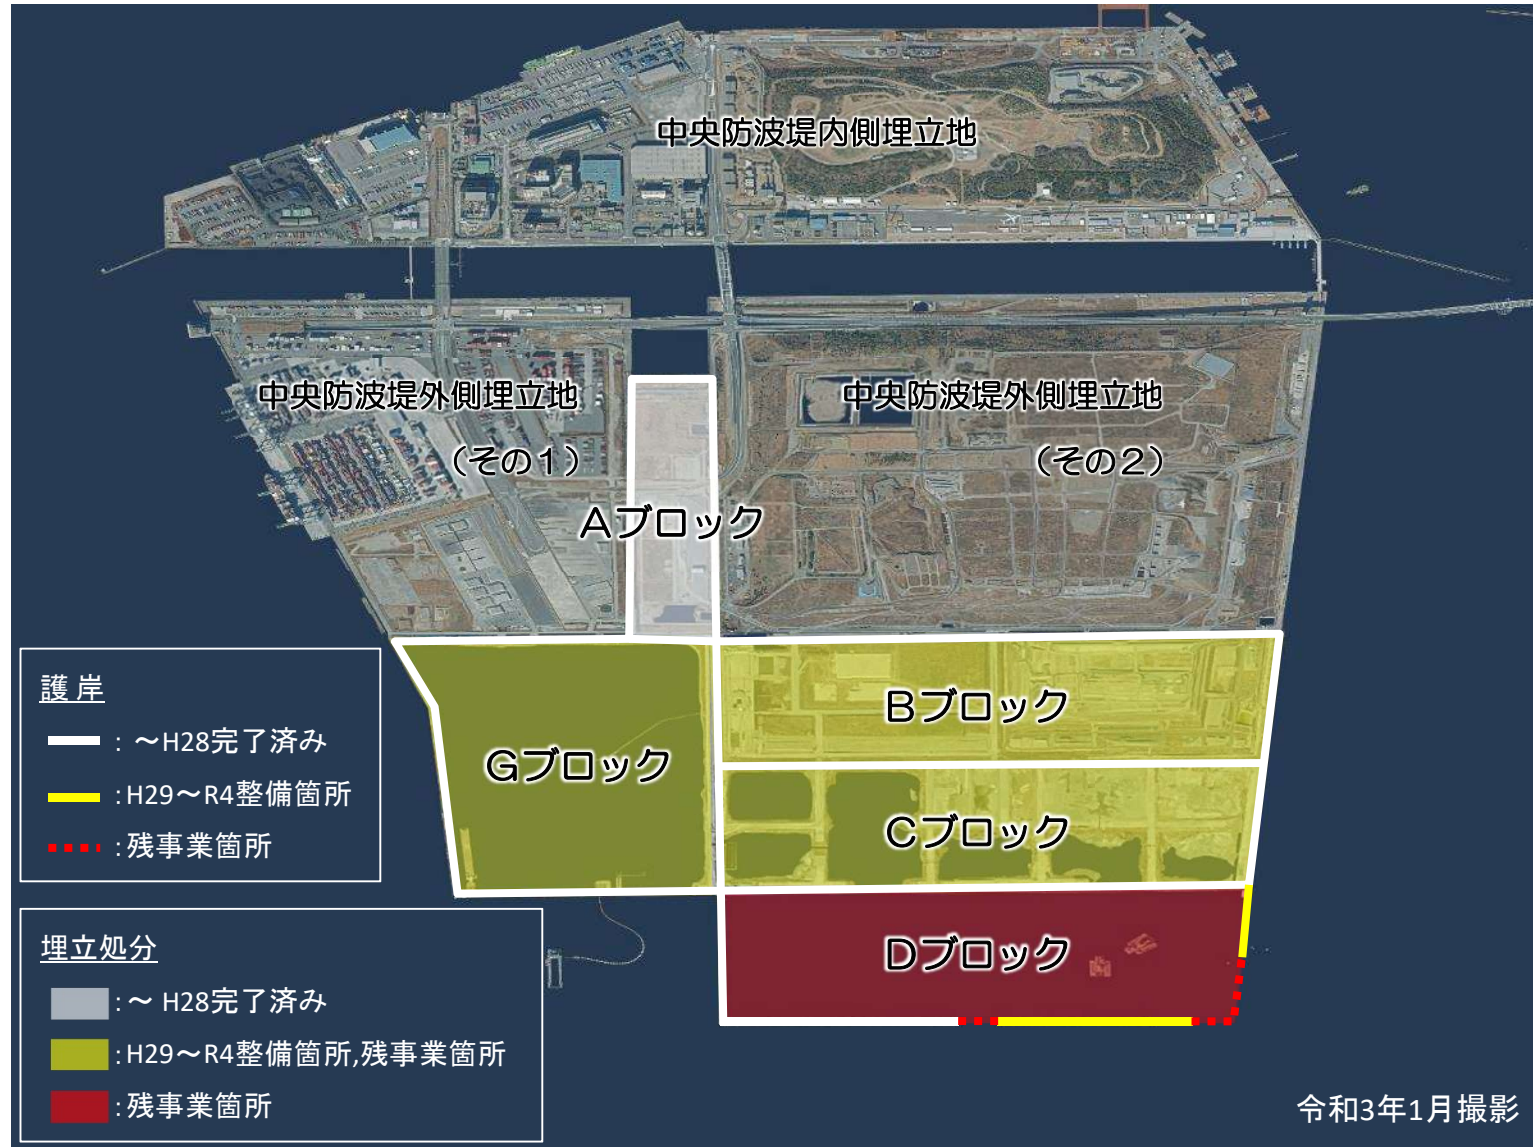 中央防波堤内側埋立地
中央防波堤外側埋立地
（その１）
中央防波堤外側埋立地
（その２）
Aブロック
Bブロック
Gブロック
Cブロック
Dブロック
護岸
：～H28完了済み
：H29～R4整備箇所
：残事業箇所
埋立処分
：～ H28完了済み
：H29～R4整備箇所,残事業箇所
：残事業箇所
令和3年1月撮影